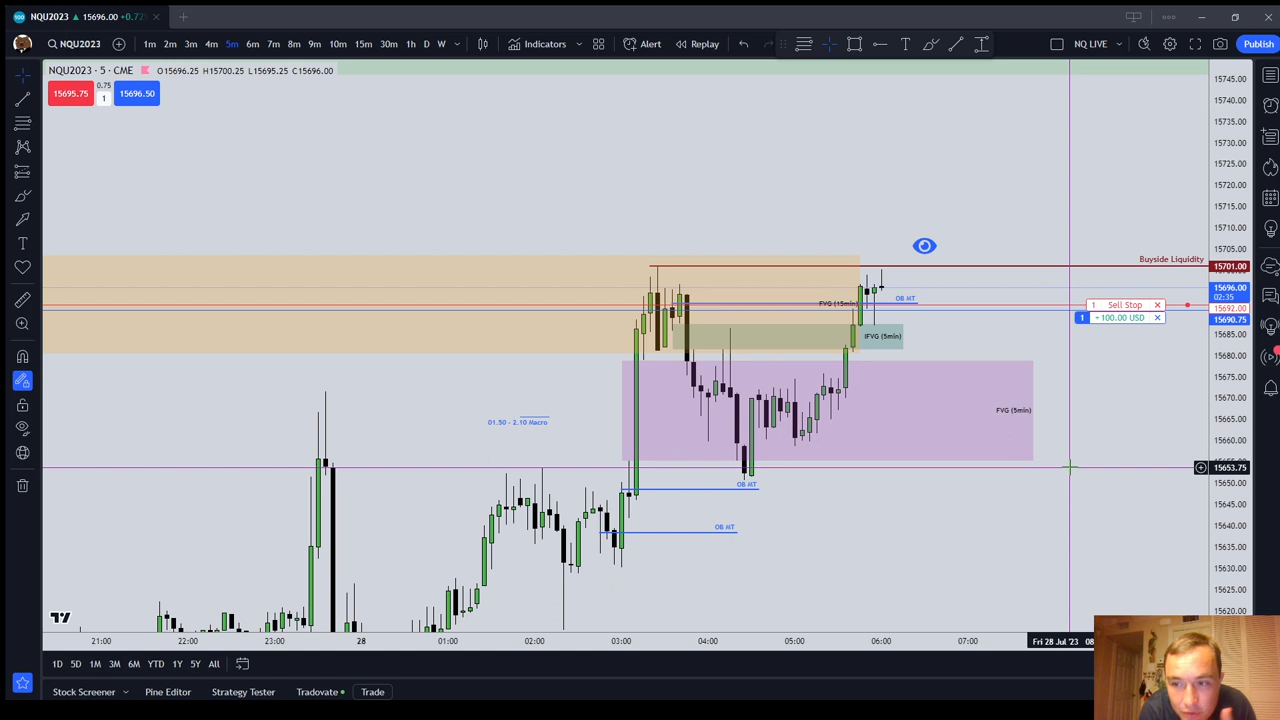 NQU2023 ▲ 15696.00 +0.72%
NQU2023
1m 2m 3m 4m 5m 6m 7m 8m 9m 10m 15m 30m 1h D W
Indicators
Alert
Replay
NQ LIVE
Publish
NQU2023 · 5 · CME
O15696.25 H15700.25 L15695.25 C15696.00
15695.75
0.75
1
15696.50
15745.00
15740.00
15735.00
15730.00
15725.00
15720.00
15715.00
15710.00
15705.00
Buyside Liquidity
15701.00
15696.00
02:35
OB MT
FVG (15min)
1 Sell Stop
15692.00
1 +100.00 USD
15690.75
IFVG (5min)
15685.00
15680.00
15675.00
15670.00
15665.00
15660.00
FVG (5min)
01.50 - 2.10 Macro
15653.75
OB MT
15650.00
15645.00
OB MT
15640.00
15635.00
15630.00
15625.00
15620.00
21:00 22:00 23:00 28 01:00 02:00 03:00 04:00 05:00 06:00 07:00
Fri 28 Jul '23
1D 5D 1M 3M 6M YTD 1Y 5Y All
Stock Screener
Pine Editor
Strategy Tester
Tradovate
Trade